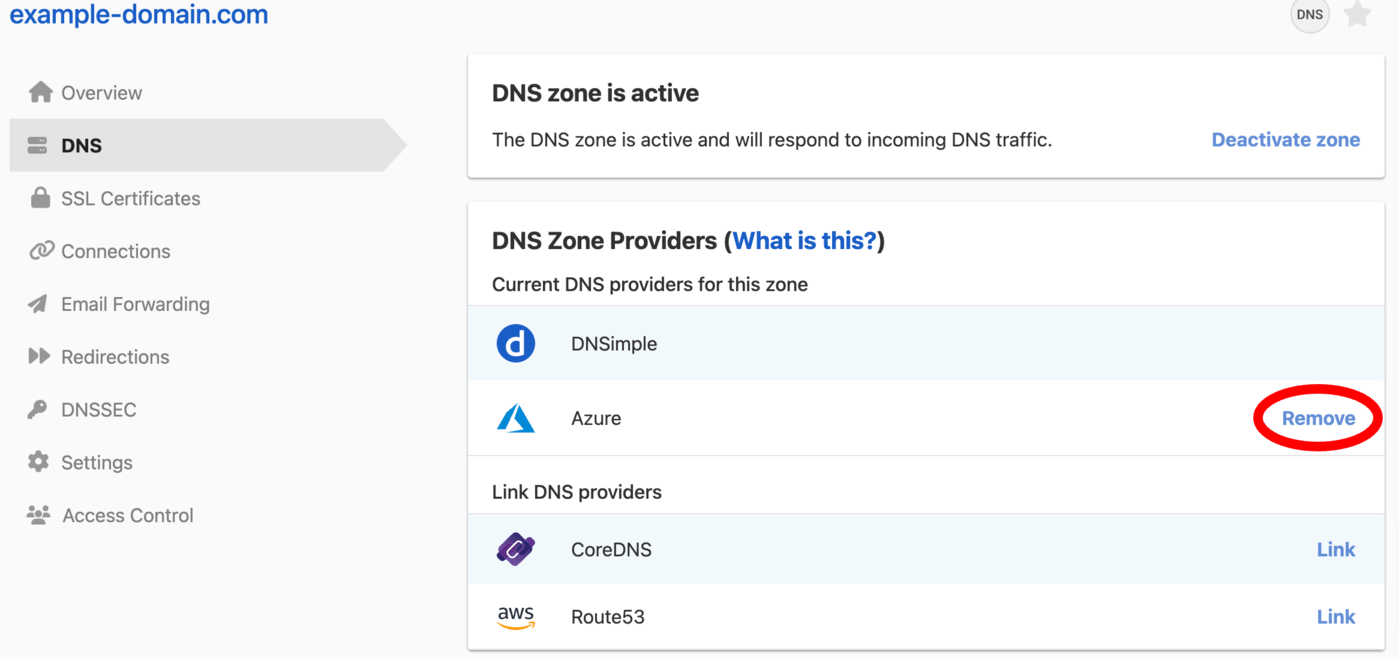 example-domain.com
DNS
Overview
DNS
SSL Certificates
Connections
Email Forwarding
Redirections
DNSSEC
Settings
Access Control
DNS zone is active
The DNS zone is active and will respond to incoming DNS traffic.
Deactivate zone
DNS Zone Providers (What is this?)
Current DNS providers for this zone
d DNSimple
Azure Remove
Link DNS providers
CoreDNS Link
aws Route53 Link